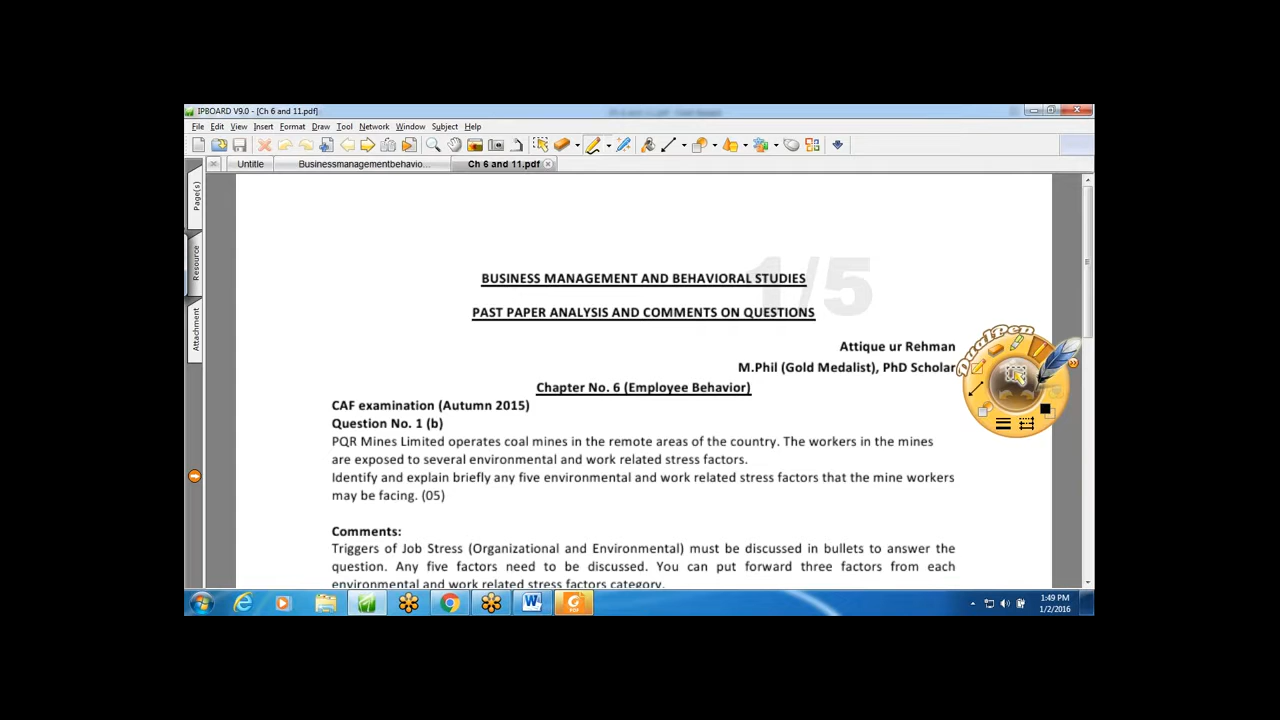 IPBOARD V9.0 - [Ch 6 and 11.pdf]
File Edit View Insert Format Draw Tool Network Window Subject Help
Untitle Businessmanagementbehavio... Ch 6 and 11.pdf
Page(s)
Resource
Attachment
1/5
BUSINESS MANAGEMENT AND BEHAVIORAL STUDIES
PAST PAPER ANALYSIS AND COMMENTS ON QUESTIONS
Attique ur Rehman
M.Phil (Gold Medalist), PhD Scholar
DualPen
Chapter No. 6 (Employee Behavior)
CAF examination (Autumn 2015)
Question No. 1 (b)
PQR Mines Limited operates coal mines in the remote areas of the country. The workers in the mines
are exposed to several environmental and work related stress factors.
Identify and explain briefly any five environmental and work related stress factors that the mine workers
may be facing. (05)
Comments:
Triggers of Job Stress (Organizational and Environmental) must be discussed in bullets to answer the
question. Any five factors need to be discussed. You can put forward three factors from each
environmental and work related stress factors category.
1:49 PM
1/2/2016